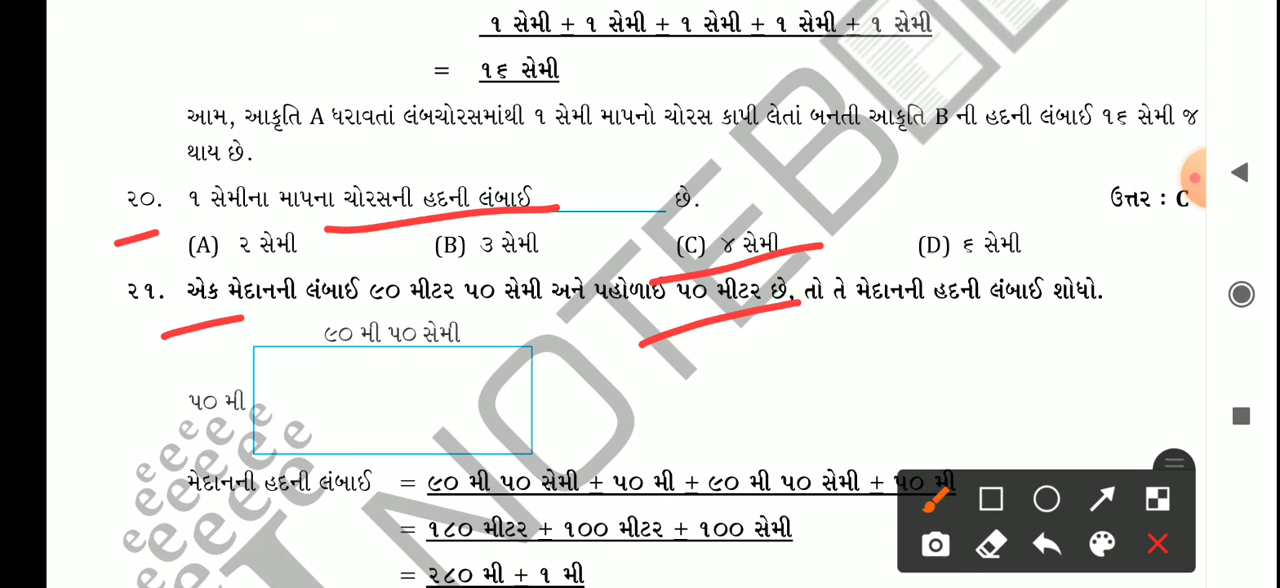 ૧ સેમી + ૧ સેમી + ૧ સેમી + ૧ સેમી + ૧ સેમી
= ૧૬ સેમી
આમ, આકૃતિ A ધરાવતાં લંબચોરસમાંથી ૧ સેમી માપનો ચોરસ કાપી લેતાં બનતી આકૃતિ B ની હદની લંબાઈ ૧૬ સેમી જ
થાય છે.
૨૦. ૧ સેમીના માપના ચોરસની હદની લંબાઈ ________ છે. ઉત્તર : C
(A) ૨ સેમી (B) ૩ સેમી (C) ૪ સેમી (D) ૬ સેમી
૨૧. એક મેદાનની લંબાઈ ૯૦ મીટર ૫૦ સેમી અને પહોળાઈ ૫૦ મીટર છે, તો તે મેદાનની હદની લંબાઈ શોધો.
૯૦ મી ૫૦ સેમી
૫૦ મી
મેદાનની હદની લંબાઈ = ૯૦ મી ૫૦ સેમી + ૫૦ મી + ૯૦ મી ૫૦ સેમી + ૫૦ મી
= ૧૮૦ મીટર + ૧૦૦ મીટર + ૧૦૦ સેમી
= ૨૮૦ મી + ૧ મી